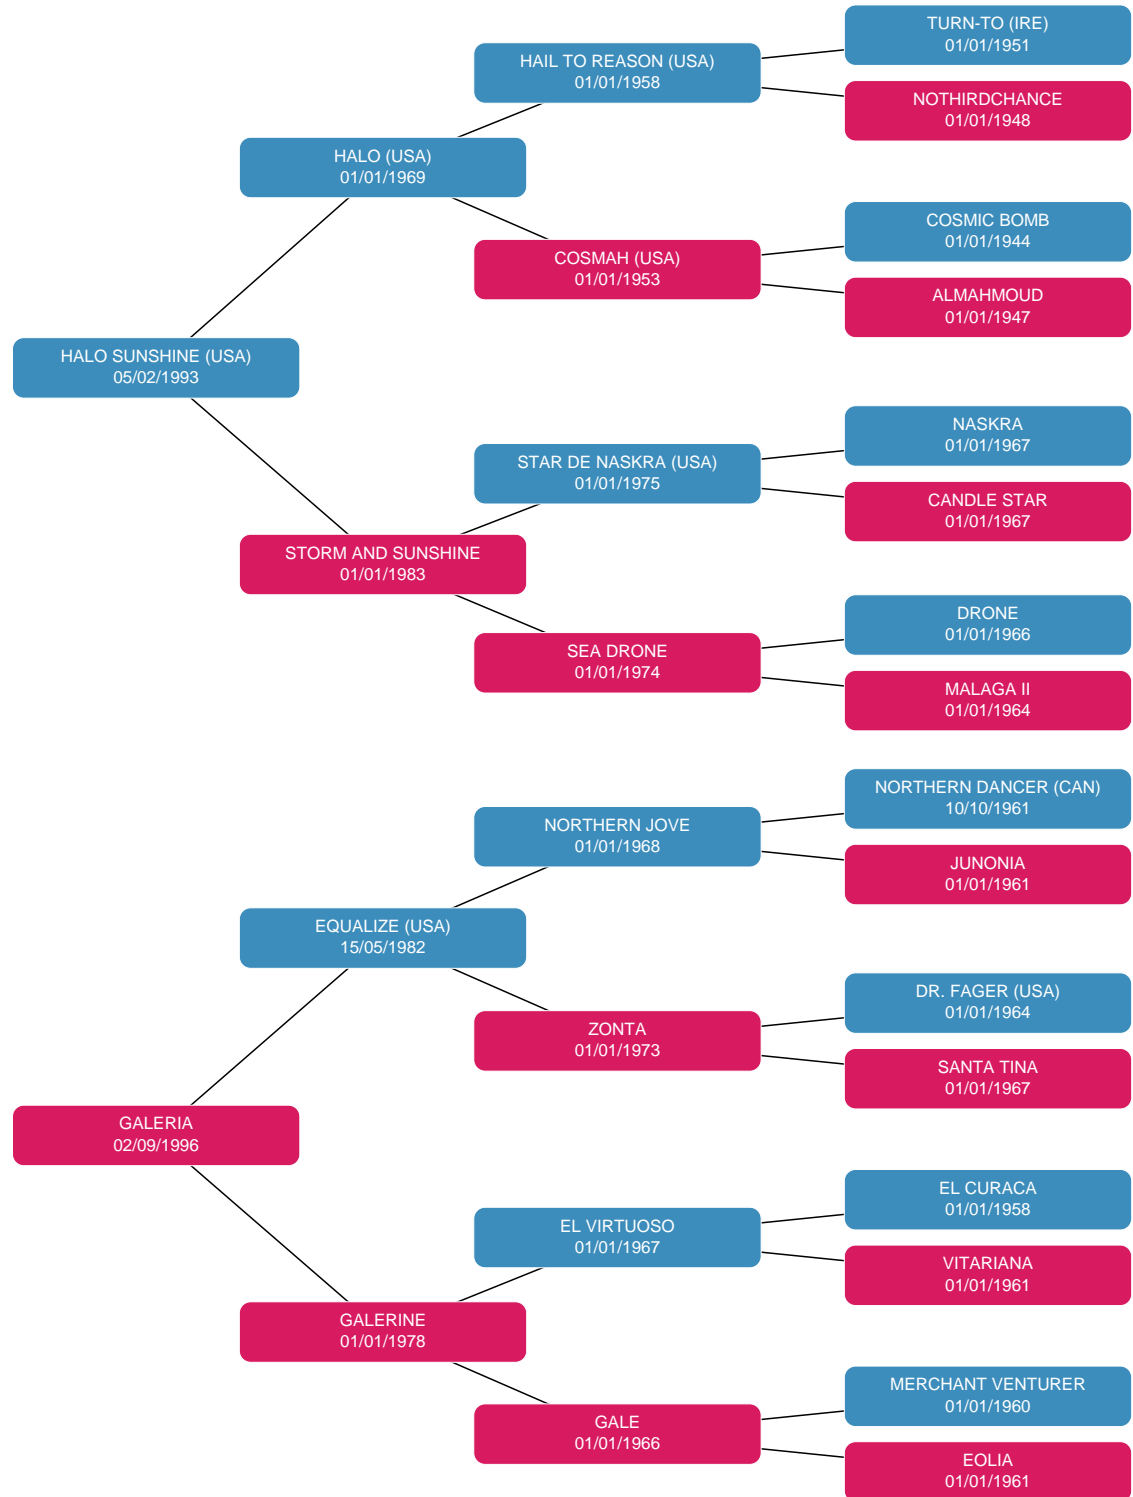 TURN-TO (IRE)
01/01/1951
HAIL TO REASON (USA)
01/01/1958
NOTHIRDCHANCE
01/01/1948
HALO (USA)
01/01/1969
COSMIC BOMB
01/01/1944
COSMAH (USA)
01/01/1953
ALMAHMOUD
01/01/1947
HALO SUNSHINE (USA)
05/02/1993
NASKRA
01/01/1967
STAR DE NASKRA (USA)
01/01/1975
CANDLE STAR
01/01/1967
STORM AND SUNSHINE
01/01/1983
DRONE
01/01/1966
SEA DRONE
01/01/1974
MALAGA II
01/01/1964
NORTHERN DANCER (CAN)
10/10/1961
NORTHERN JOVE
01/01/1968
JUNONIA
01/01/1961
EQUALIZE (USA)
15/05/1982
DR. FAGER (USA)
01/01/1964
ZONTA
01/01/1973
SANTA TINA
01/01/1967
GALERIA
02/09/1996
EL CURACA
01/01/1958
EL VIRTUOSO
01/01/1967
VITARIANA
01/01/1961
GALERINE
01/01/1978
MERCHANT VENTURER
01/01/1960
GALE
01/01/1966
EOLIA
01/01/1961